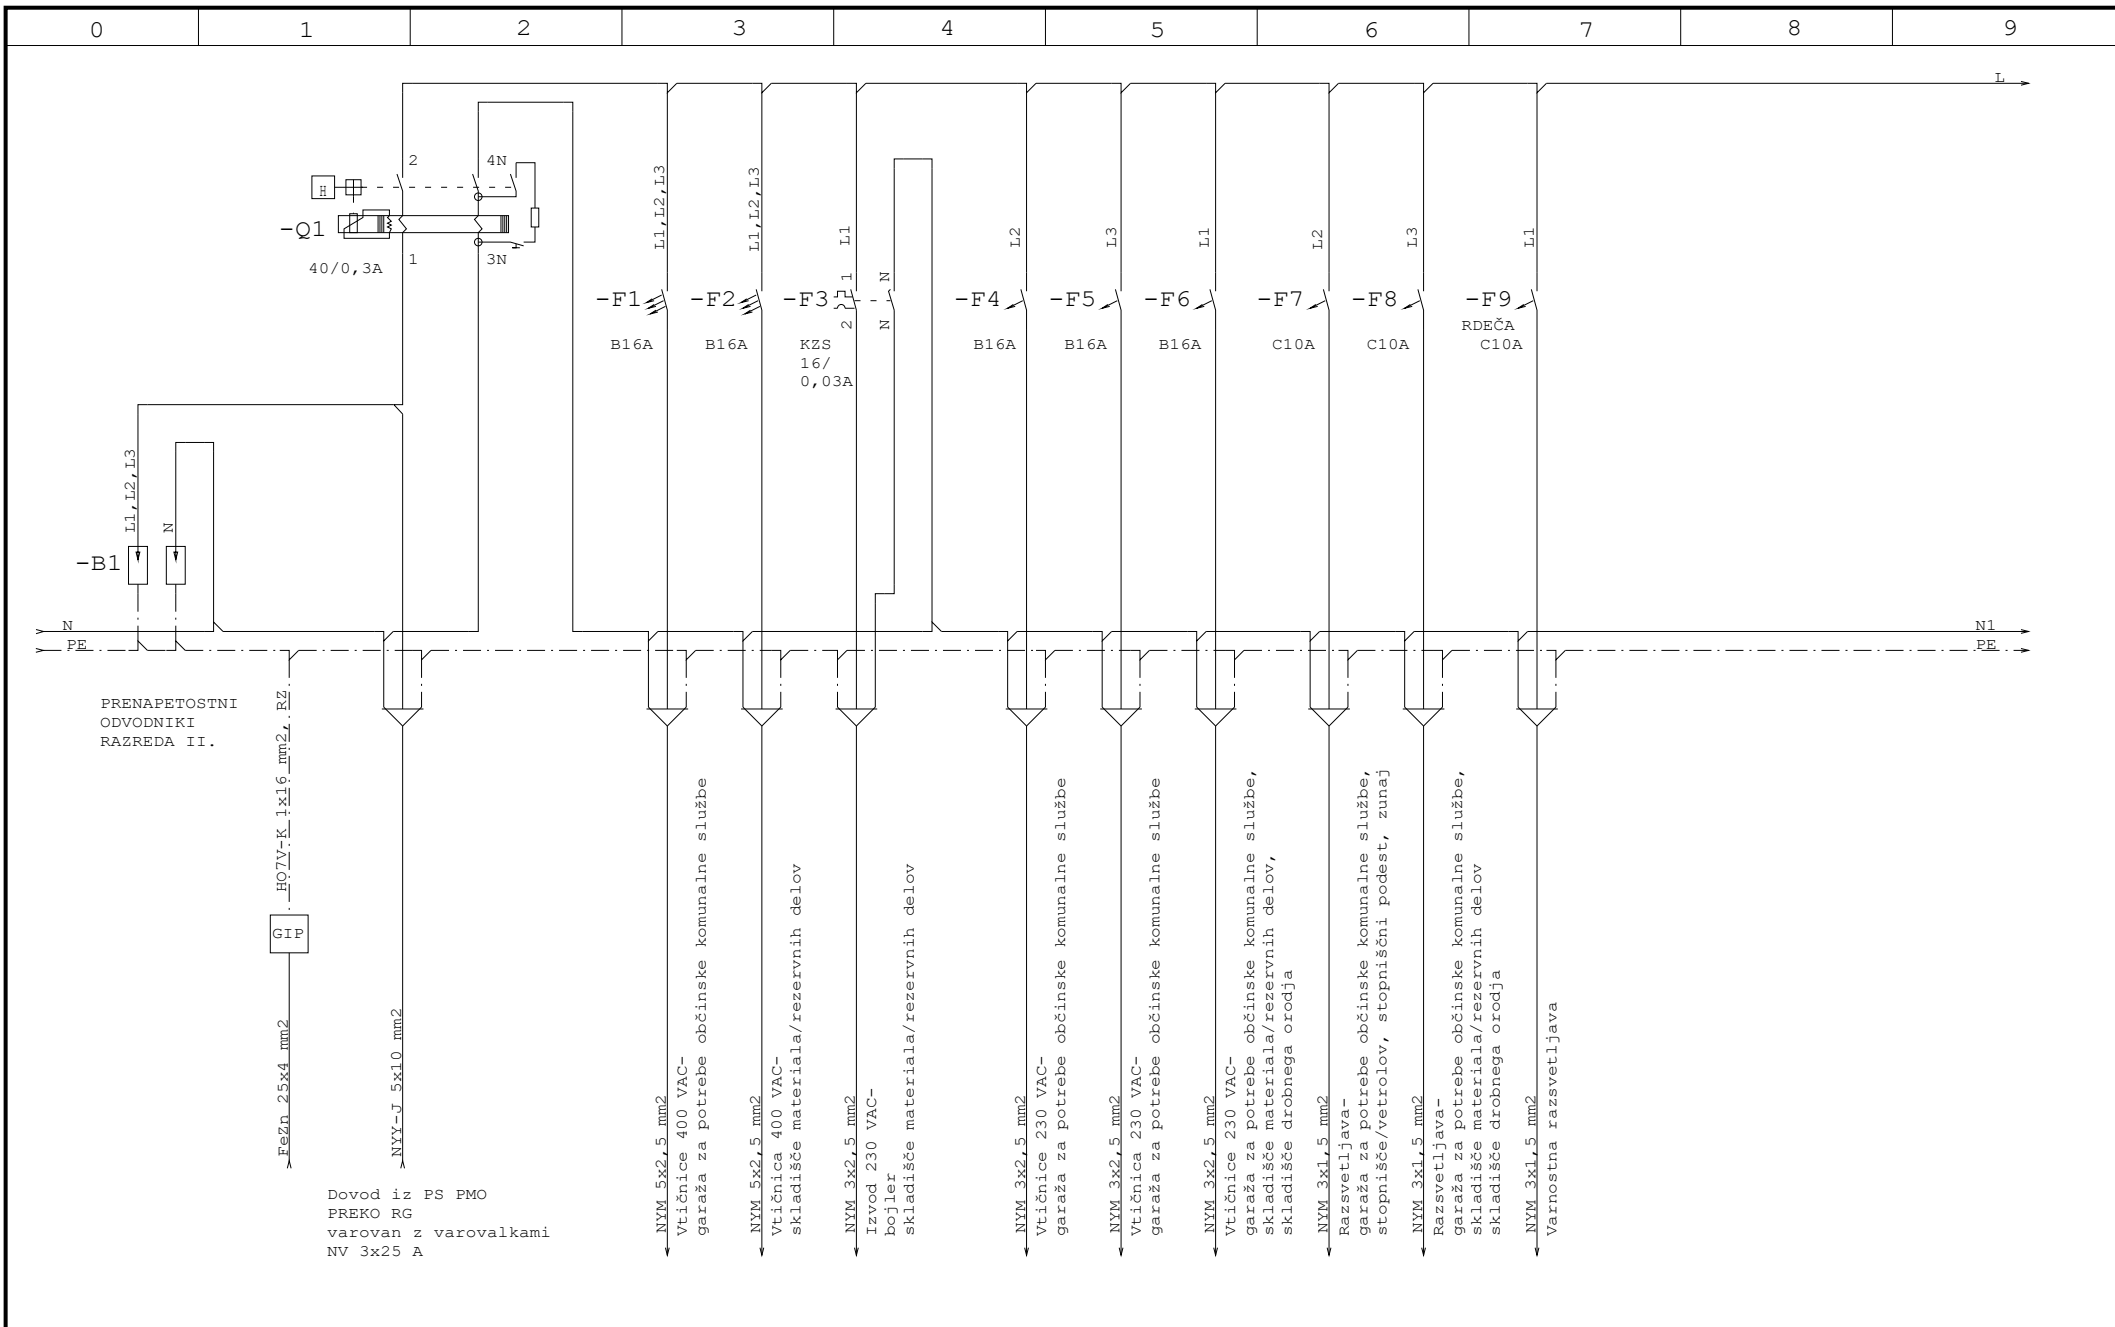 0 1 2 3 4 5 6 7 8 9
L
2 4N
H
-Q1
40/0,3A
1 3N
L1,L2,L3
L1,L2,L3
L1
L2
L3
L1
L2
L3
L1
-F1
B16A
-F2
B16A
-F3
1
2
N
N
KZS
16/
0,03A
-F4
B16A
-F5
B16A
-F6
B16A
-F7
C10A
-F8
C10A
-F9
RDEČA
C10A
L1,L2,L3
N
-B1
N
PE
N1
PE
PRENAPETOSTNI
ODVODNIKI
RAZREDA II.
HO7V-K 1x16 mm2, RZ
GIP
FeZn 25x4 mm2
NYY-J 5x10 mm2
Dovod iz PS PMO
PREKO RG
varovan z varovalkami
NV 3x25 A
NYM 5x2,5 mm2
Vtičnice 400 VAC-
garaža za potrebe občinske komunalne službe
NYM 5x2,5 mm2
Vtičnica 400 VAC-
skladišče materiala/rezervnih delov
NYM 3x2,5 mm2
Izvod 230 VAC-
bojler
skladišče materiala/rezervnih delov
NYM 3x2,5 mm2
Vtičnice 230 VAC-
garaža za potrebe občinske komunalne službe
NYM 3x2,5 mm2
Vtičnica 230 VAC-
garaža za potrebe občinske komunalne službe
NYM 3x2,5 mm2
Vtičnice 230 VAC-
garaža za potrebe občinske komunalne službe,
skladišče materiala/rezervnih delov,
skladišče drobnega orodja
NYM 3x1,5 mm2
Razsvetljava-
garaža za potrebe občinske komunalne službe,
stopnišče/vetrolov, stopniščni podest, zunaj
NYM 3x1,5 mm2
Razsvetljava-
garaža za potrebe občinske komunalne službe,
skladišče materiala/rezervnih delov
skladišče drobnega orodja
NYM 3x1,5 mm2
Varnostna razsvetljava